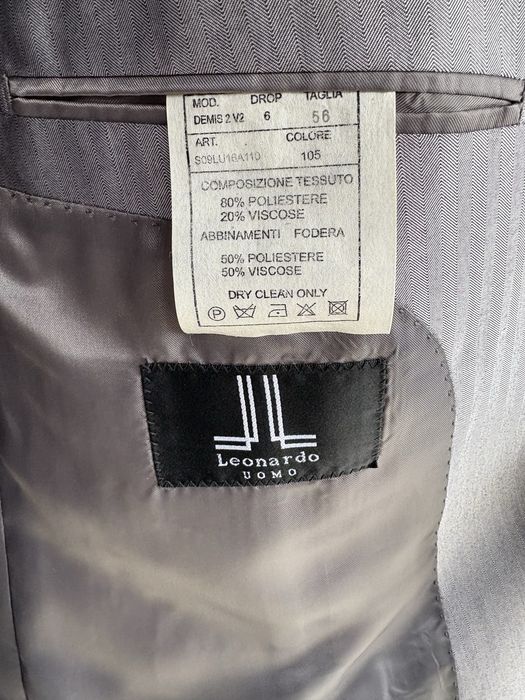 MOD. DROP TAGLIA
DEMIS 2 V2 6 56
ART. COLORE
S09LU16A110 105
COMPOSIZIONE TESSUTO
80% POLIESTERE
20% VISCOSE
ABBINAMENTI FODERA
50% POLIESTERE
50% VISCOSE
DRY CLEAN ONLY
P
Leonardo
UOMO